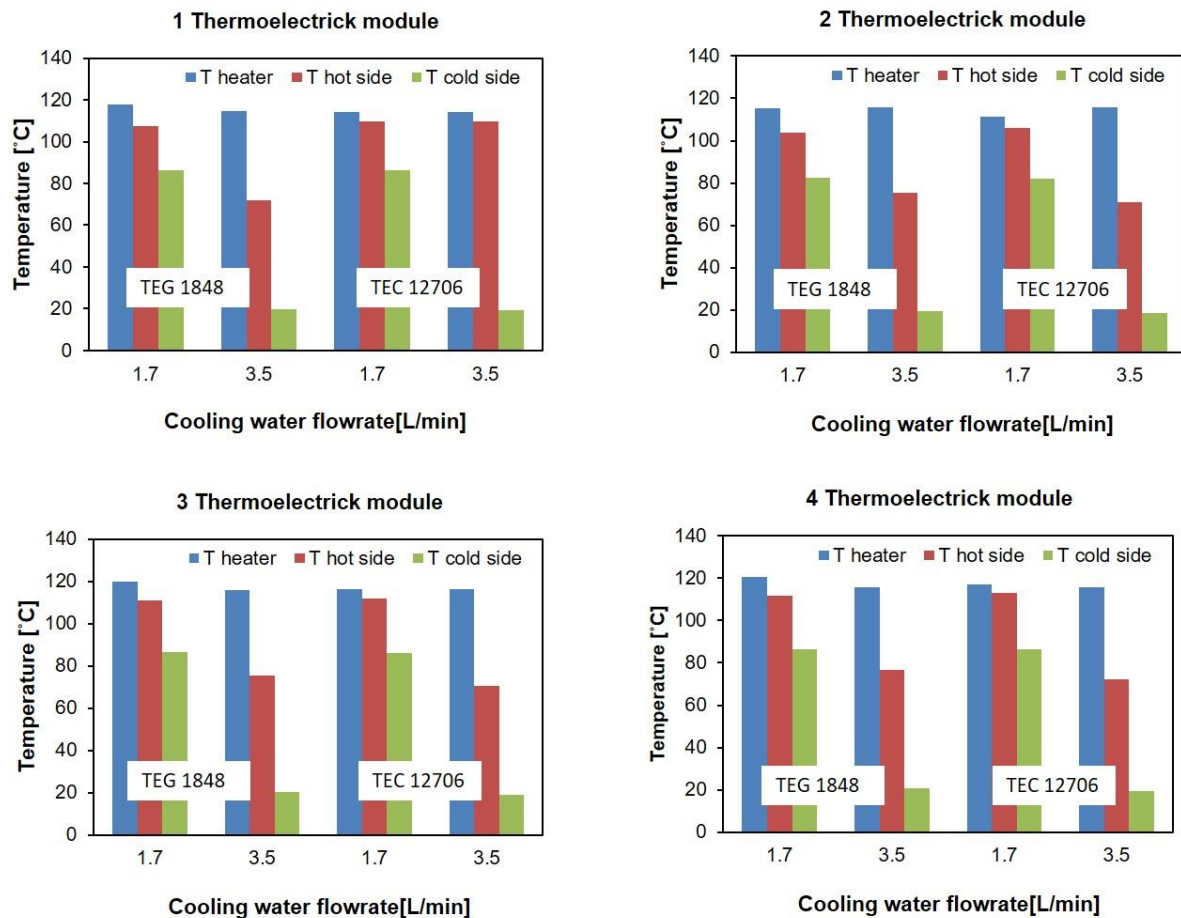 1 Thermoelectrick module
140
120
100
80
60
40
20
0
Temperature [˚C]
T heater T hot side T cold side
TEG 1848
TEC 12706
1.7 3.5 1.7 3.5
Cooling water flowrate[L/min]
2 Thermoelectrick module
140
120
100
80
60
40
20
0
Temperature [˚C]
T heater T hot side T cold side
TEG 1848
TEC 12706
1.7 3.5 1.7 3.5
Cooling water flowrate[L/min]
3 Thermoelectrick module
140
120
100
80
60
40
20
0
Temperature [˚C]
T heater T hot side T cold side
TEG 1848
TEC 12706
1.7 3.5 1.7 3.5
Cooling water flowrate[L/min]
4 Thermoelectrick module
140
120
100
80
60
40
20
0
Temperature [˚C]
T heater T hot side T cold side
TEG 1848
TEC 12706
1.7 3.5 1.7 3.5
Cooling water flowrate[L/min]